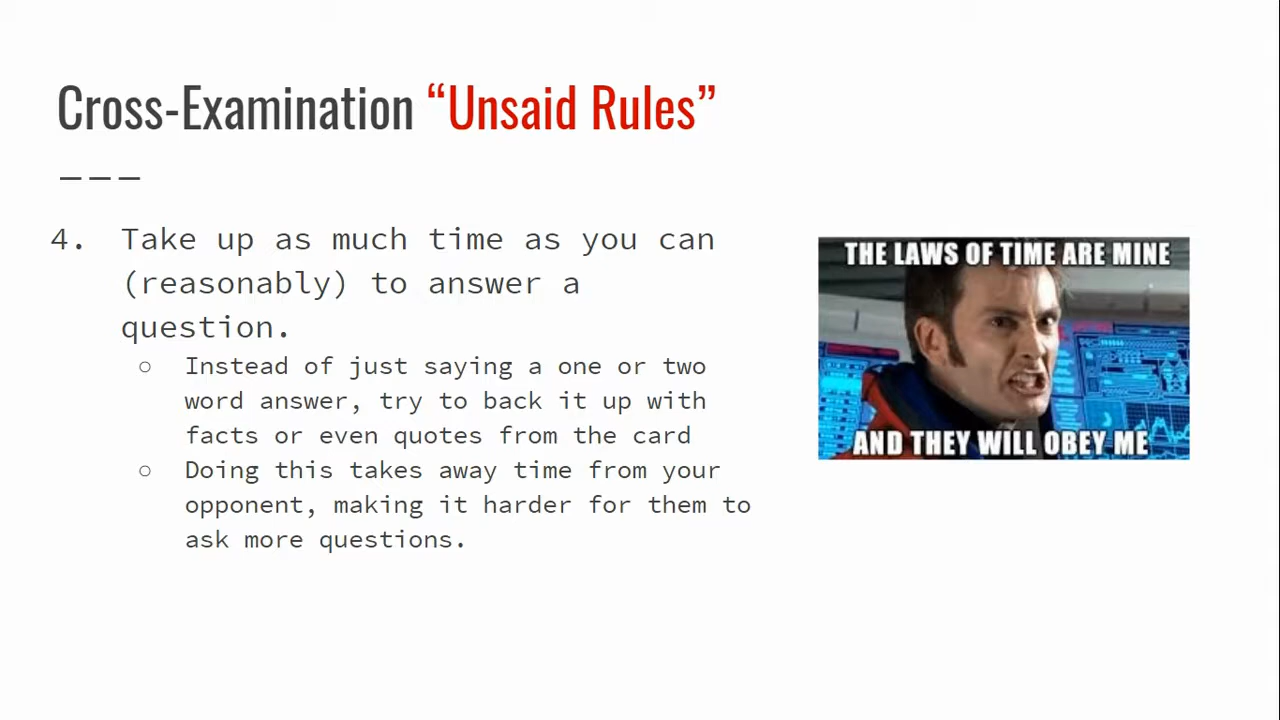 Cross-Examination “Unsaid Rules”
4. Take up as much time as you can
(reasonably) to answer a
question.
○ Instead of just saying a one or two
word answer, try to back it up with
facts or even quotes from the card
○ Doing this takes away time from your
opponent, making it harder for them to
ask more questions.
THE LAWS OF TIME ARE MINE
AND THEY WILL OBEY ME